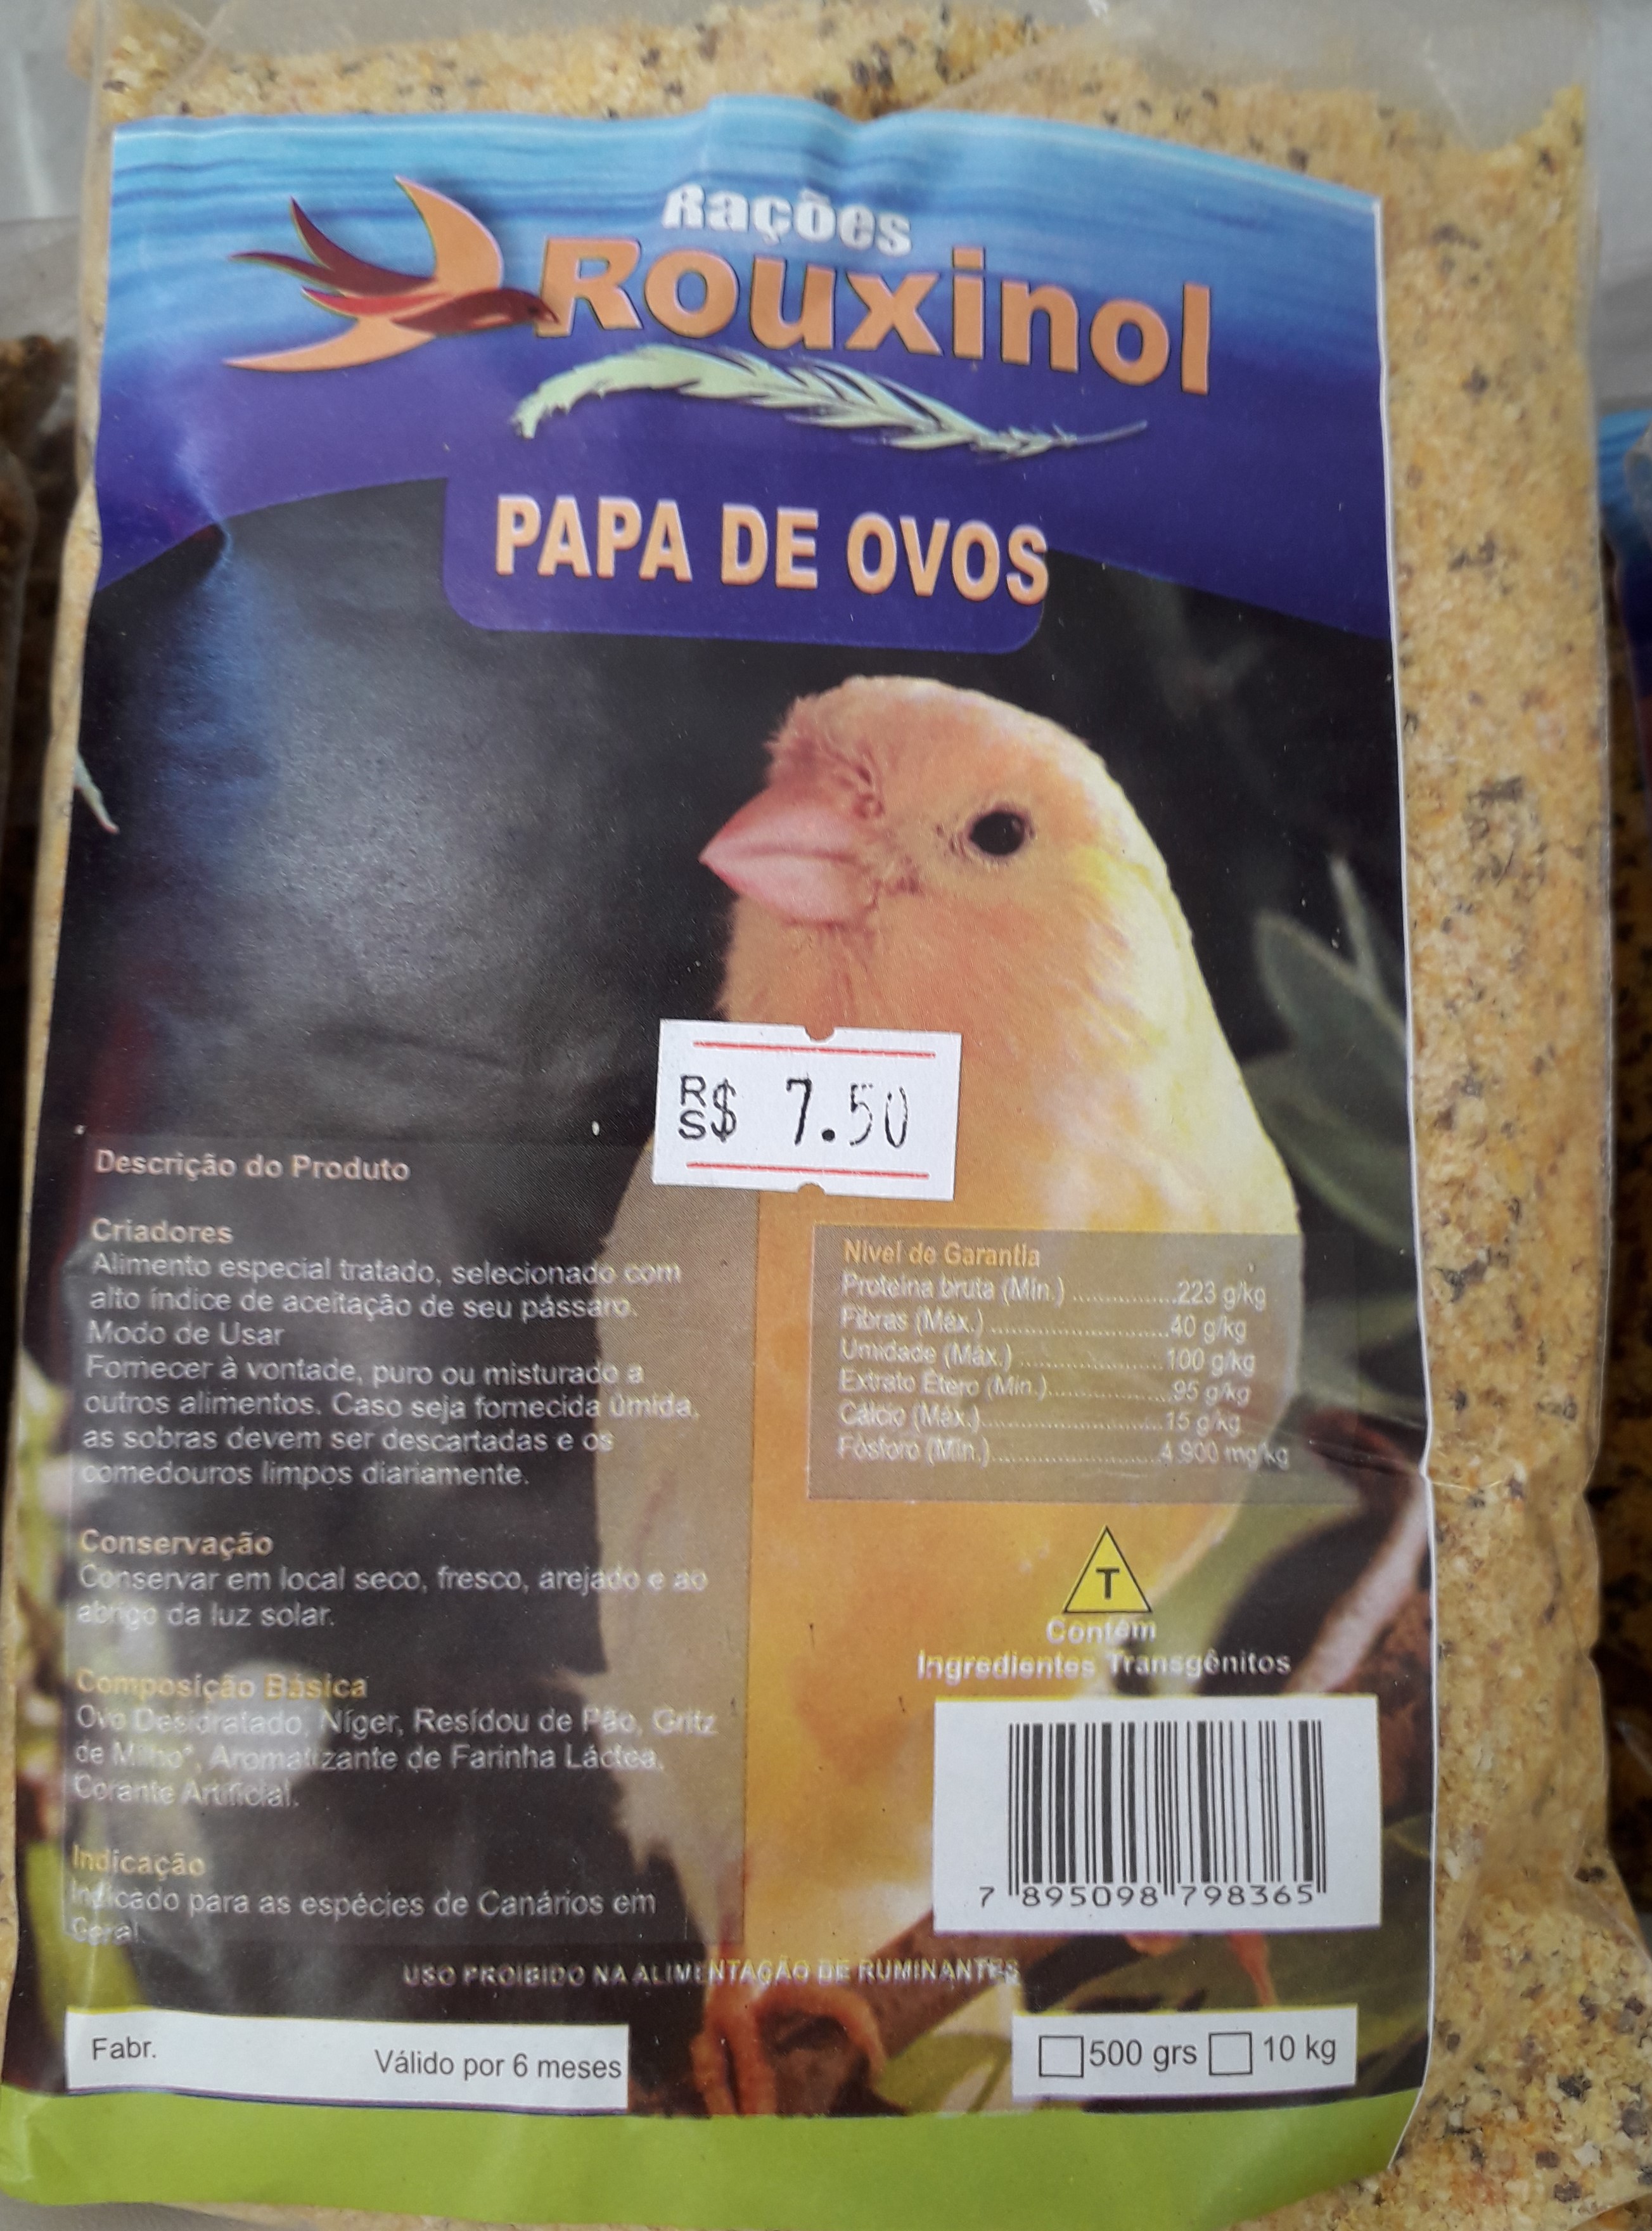 Rações
Rouxinol
PAPA DE OVOS
R$ 7.50
Descrição do Produto
Criadores
Alimento especial tratado, selecionado com
alto índice de aceitação de seu pássaro.
Modo de Usar
Fornecer à vontade, puro ou misturado a
outros alimentos. Caso seja fornecida úmida,
as sobras devem ser descartadas e os
comedouros limpos diariamente.
Conservação
Conservar em local seco, fresco, arejado e ao
abrigo da luz solar.
Composição Básica
Ovo Desidratado, Níger, Resídou de Pão, Gritz
de Milho*, Aromatizante de Farinha Láctea,
Corante Artificial.
Indicação
Indicado para as espécies de Canários em
Geral.
Nível de Garantia
Proteína bruta (Mín.) ................223 g/kg
Fibras (Máx.) ...........................40 g/kg
Umidade (Máx.) ......................100 g/kg
Extrato Etero (Mín.)...................95 g/kg
Cálcio (Máx.)...........................15 g/kg
Fósforo (Mín.).........................4.900 mg/kg
T
Contém
Ingredientes Transgênitos
7 895098 798365
USO PROIBIDO NA ALIMENTAÇÃO DE RUMINANTES
Fabr.
Válido por 6 meses
500 grs 10 kg